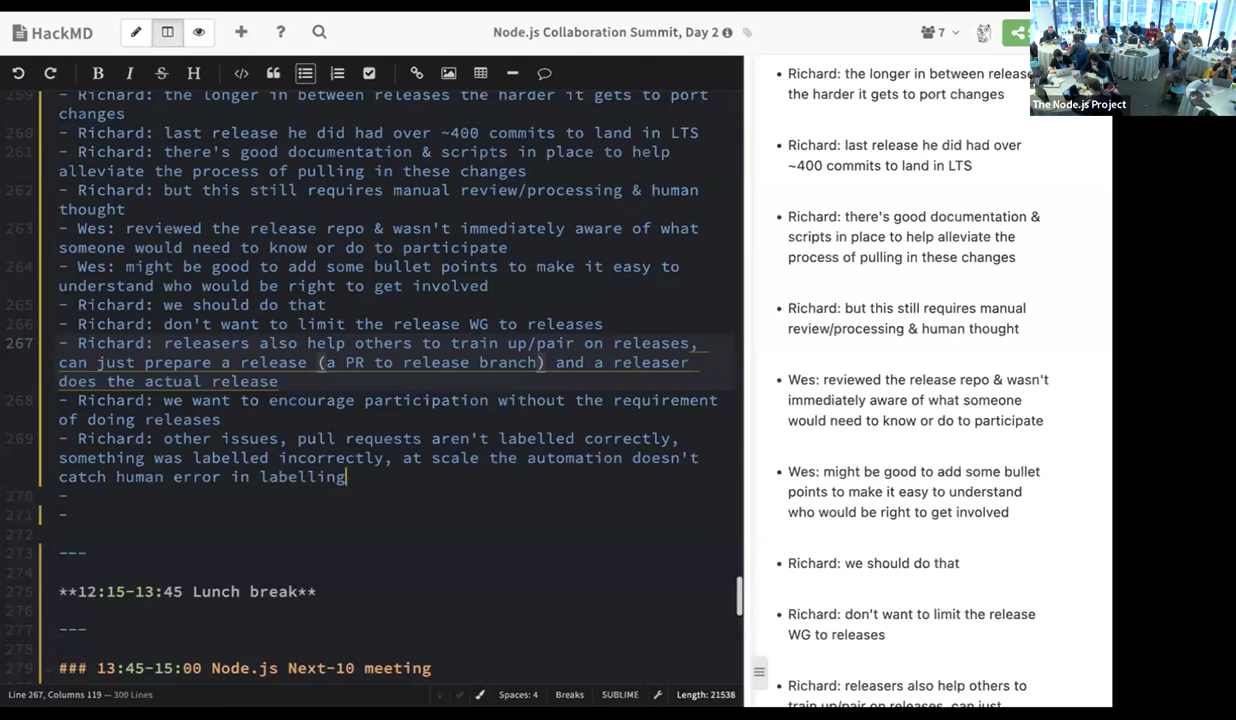 HackMD
Node.js Collaboration Summit, Day 2
7
The Node.js Project
259
- Richard: the longer in between releases the harder it gets to port
changes
260
- Richard: last release he did had over ~400 commits to land in LTS
261
- Richard: there's good documentation & scripts in place to help
alleviate the process of pulling in these changes
262
- Richard: but this still requires manual review/processing & human
thought
263
- Wes: reviewed the release repo & wasn't immediately aware of what
someone would need to know or do to participate
264
- Wes: might be good to add some bullet points to make it easy to
understand who would be right to get involved
265
- Richard: we should do that
266
- Richard: don't want to limit the release WG to releases
267
- Richard: releasers also help others to train up/pair on releases,
can just prepare a release (a PR to release branch) and a releaser
does the actual release
268
- Richard: we want to encourage participation without the requirement
of doing releases
269
- Richard: other issues, pull requests aren't labelled correctly,
something was labelled incorrectly, at scale the automation doesn't
catch human error in labelling
270
-
271
-
272
273
---
274
275
**12:15-13:45 Lunch break**
276
277
---
278
279
### 13:45-15:00 Node.js Next-10 meeting
Line 267, Columns 119 — 300 Lines
Spaces: 4
Breaks
SUBLIME
Length: 21538
• Richard: the longer in between release
the harder it gets to port changes
• Richard: last release he did had over
~400 commits to land in LTS
• Richard: there's good documentation &
scripts in place to help alleviate the
process of pulling in these changes
• Richard: but this still requires manual
review/processing & human thought
• Wes: reviewed the release repo & wasn't
immediately aware of what someone
would need to know or do to participate
• Wes: might be good to add some bullet
points to make it easy to understand
who would be right to get involved
• Richard: we should do that
• Richard: don't want to limit the release
WG to releases
• Richard: releasers also help others to
train up/pair on releases, can just